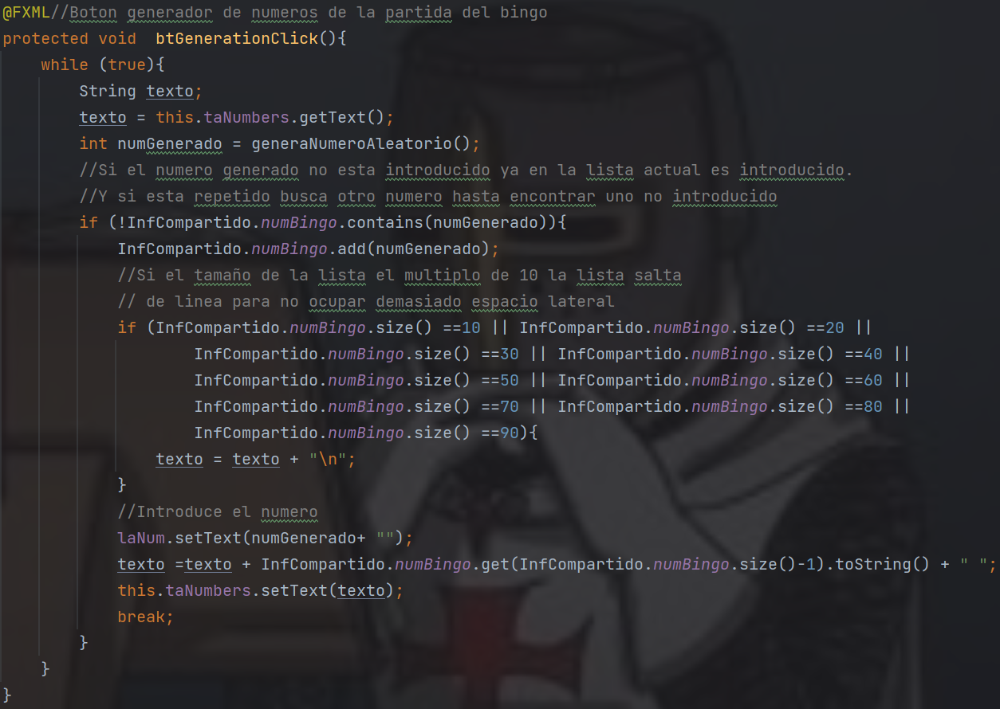 @FXML//Boton generador de numeros de la partida del bingo
protected void  btGenerationClick(){
    while (true){
        String texto;
        texto = this.taNumbers.getText();
        int numGenerado = generaNumeroAleatorio();
        //Si el numero generado no esta introducido ya en la lista actual es introducido.
        //Y si esta repetido busca otro numero hasta encontrar uno no introducido
        if (!InfCompartido.numBingo.contains(numGenerado)){
            InfCompartido.numBingo.add(numGenerado);
            //Si el tamaño de la lista el multiplo de 10 la lista salta
            // de linea para no ocupar demasiado espacio lateral
            if (InfCompartido.numBingo.size() ==10 || InfCompartido.numBingo.size() ==20 ||
                    InfCompartido.numBingo.size() ==30 || InfCompartido.numBingo.size() ==40 ||
                    InfCompartido.numBingo.size() ==50 || InfCompartido.numBingo.size() ==60 ||
                    InfCompartido.numBingo.size() ==70 || InfCompartido.numBingo.size() ==80 ||
                    InfCompartido.numBingo.size() ==90){
                texto = texto + "\n";
            }
            //Introduce el numero
            laNum.setText(numGenerado+ "");
            texto =texto + InfCompartido.numBingo.get(InfCompartido.numBingo.size()-1).toString() + " ";
            this.taNumbers.setText(texto);
            break;
        }
    }
}